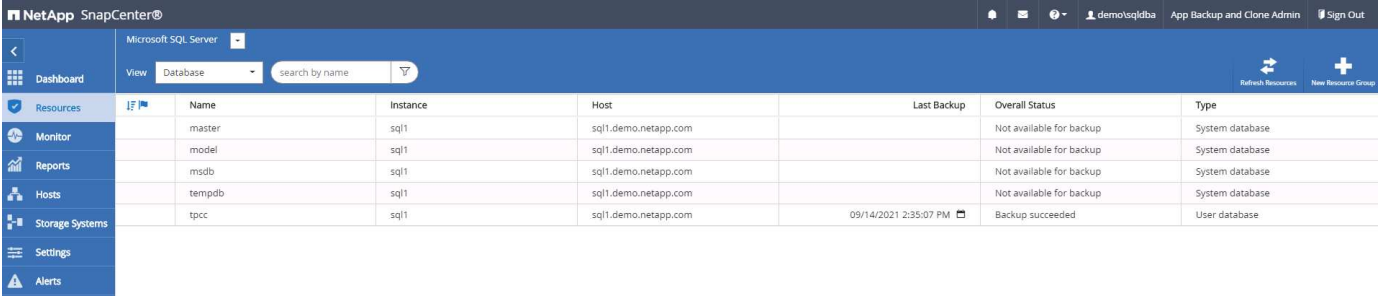 NetApp SnapCenter® demo\sqldba App Backup and Clone Admin Sign Out
Microsoft SQL Server
View Database search by name
Refresh Resources New Resource Group
Dashboard
Resources
Monitor
Reports
Hosts
Storage Systems
Settings
Alerts
Name Instance Host Last Backup Overall Status Type
master sql1 sql1.demo.netapp.com Not available for backup System database
model sql1 sql1.demo.netapp.com Not available for backup System database
msdb sql1 sql1.demo.netapp.com Not available for backup System database
tempdb sql1 sql1.demo.netapp.com Not available for backup System database
tpcc sql1 sql1.demo.netapp.com 09/14/2021 2:35:07 PM Backup succeeded User database